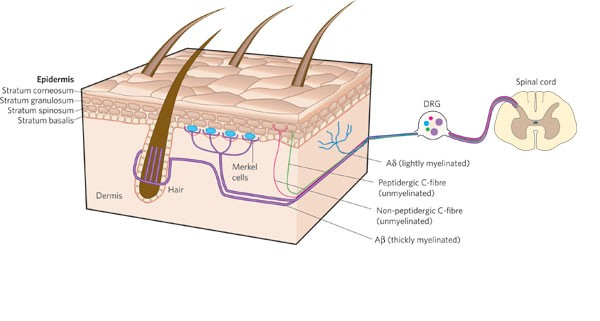 Epidermis
Stratum corneosum
Stratum granulosum
Stratum spinosum
Stratum basalis
Dermis
Hair
Merkel
cells
DRG
Spinal cord
Aδ (lightly myelinated)
Peptidergic C-fibre
(unmyelinated)
Non-peptidergic C-fibre
(unmyelinated)
Aβ (thickly myelinated)